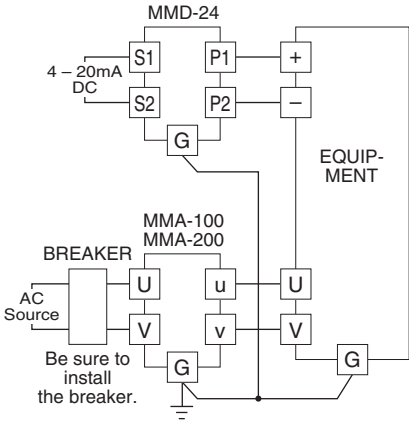 MMD-24
S1 P1 +
4 – 20mA
DC
S2 P2 –
G
EQUIP-
MENT
MMA-100
MMA-200
BREAKER
U u U
AC
Source
V v V
G G
Be sure to
install
the breaker.